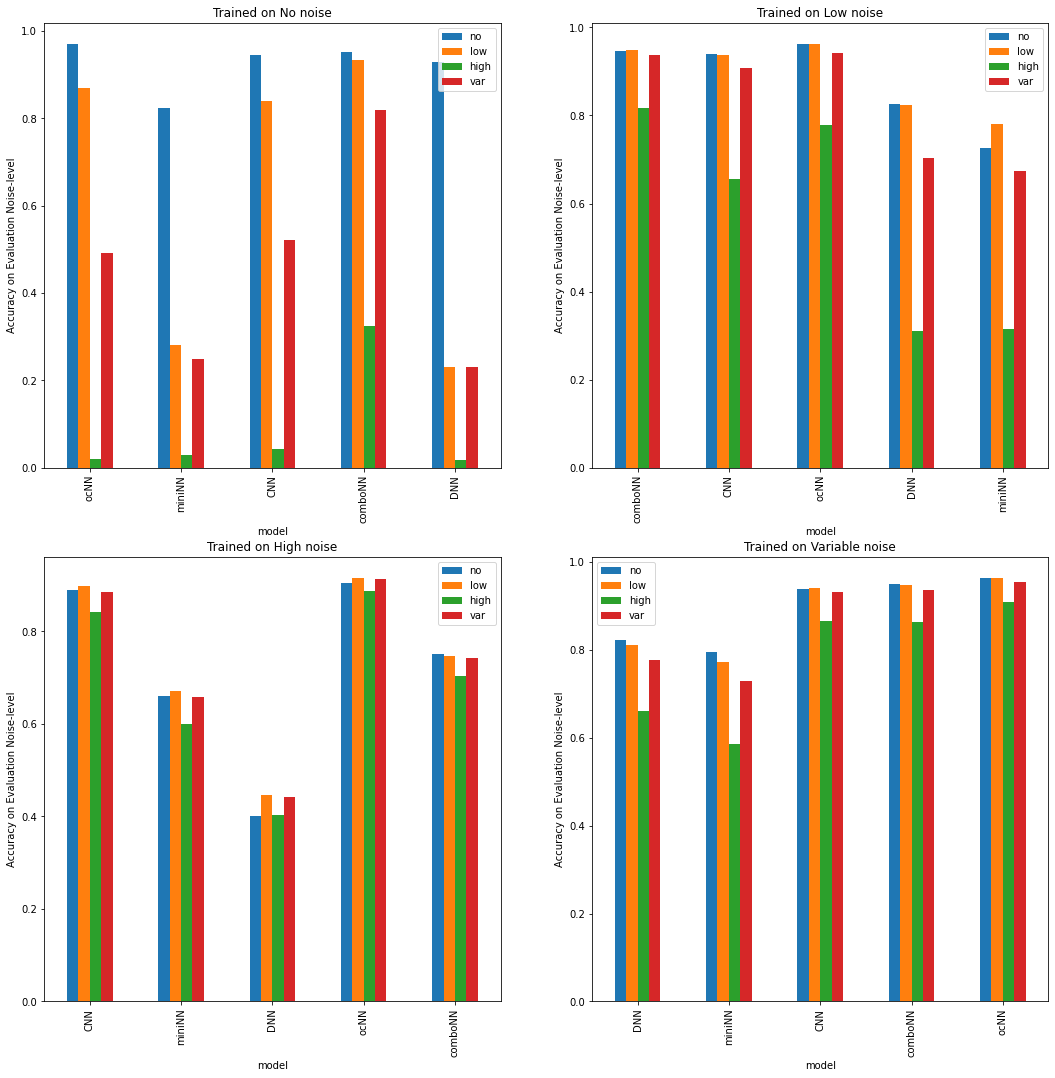 Trained on No noise
1.0
0.8
0.6
0.4
0.2
0.0
Accuracy on Evaluation Noise-level
no
low
high
var
ocNN
miniNN
CNN
comboNN
DNN
model
Trained on Low noise
1.0
0.8
0.6
0.4
0.2
0.0
Accuracy on Evaluation Noise-level
no
low
high
var
comboNN
CNN
ocNN
DNN
miniNN
model
Trained on High noise
0.8
0.6
0.4
0.2
0.0
Accuracy on Evaluation Noise-level
no
low
high
var
CNN
miniNN
DNN
ocNN
comboNN
model
Trained on Variable noise
1.0
0.8
0.6
0.4
0.2
0.0
Accuracy on Evaluation Noise-level
no
low
high
var
DNN
miniNN
CNN
comboNN
ocNN
model